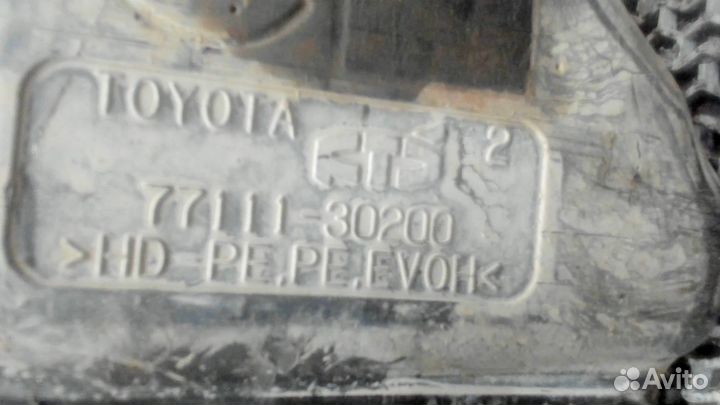 TOYOTA
2
77111-30200
>HD-PE.PE.EVOH<
Avito